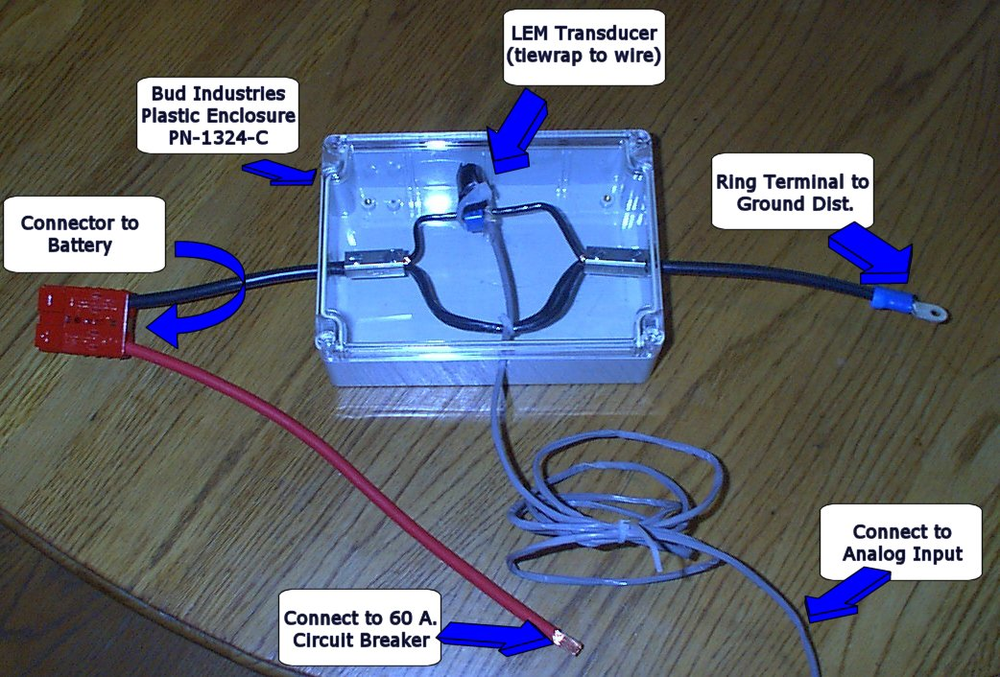 LEM Transducer
(tiewrap to wire)
Bud Industries
Plastic Enclosure
PN-1324-C
Ring Terminal to
Ground Dist.
Connector to
Battery
Connect to
Analog Input
Connect to 60 A.
Circuit Breaker